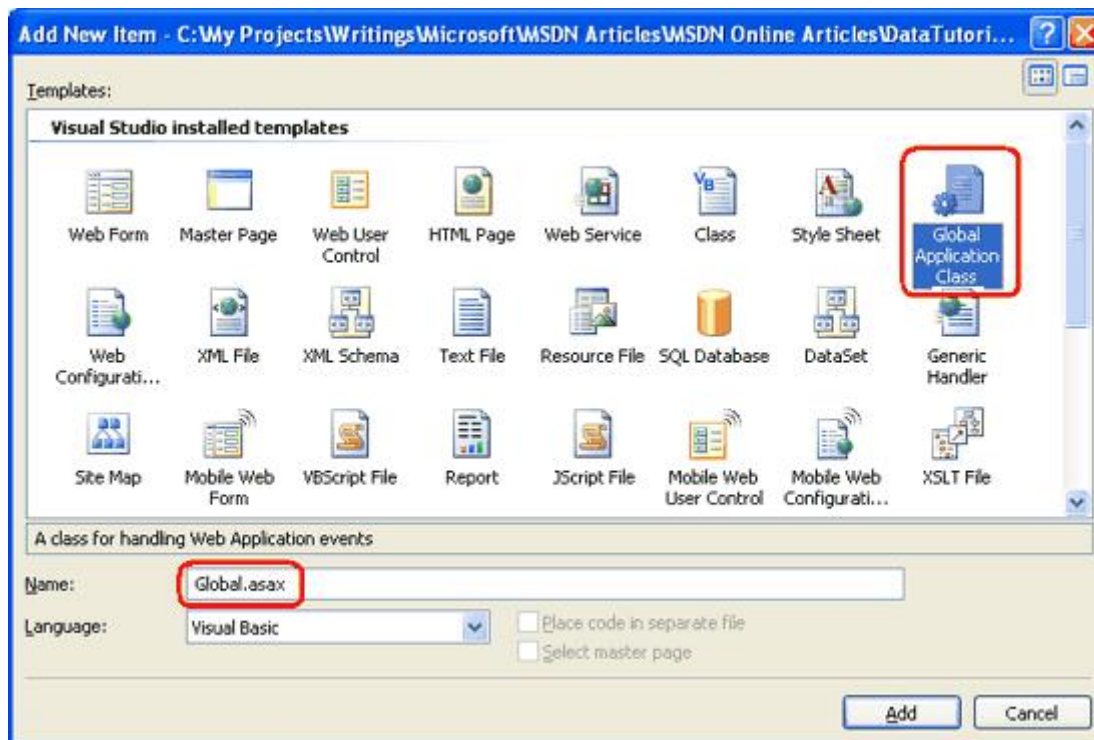 Add New Item - C:\My Projects\Writings\Microsoft\MSDN Articles\MSDN Online Articles\DataTutori...
Templates:
Visual Studio installed templates
Web Form
Master Page
Web User
Control
HTML Page
Web Service
Class
Style Sheet
Global
Application
Class
Web
Configurati...
XML File
XML Schema
Text File
Resource File
SQL Database
DataSet
Generic
Handler
Site Map
Mobile Web
Form
VBScript File
Report
JScript File
Mobile Web
User Control
Mobile Web
Configurati...
XSLT File
A class for handling Web Application events
Name:
Global.asax
Language:
Visual Basic
Place code in separate file
Select master page
Add
Cancel